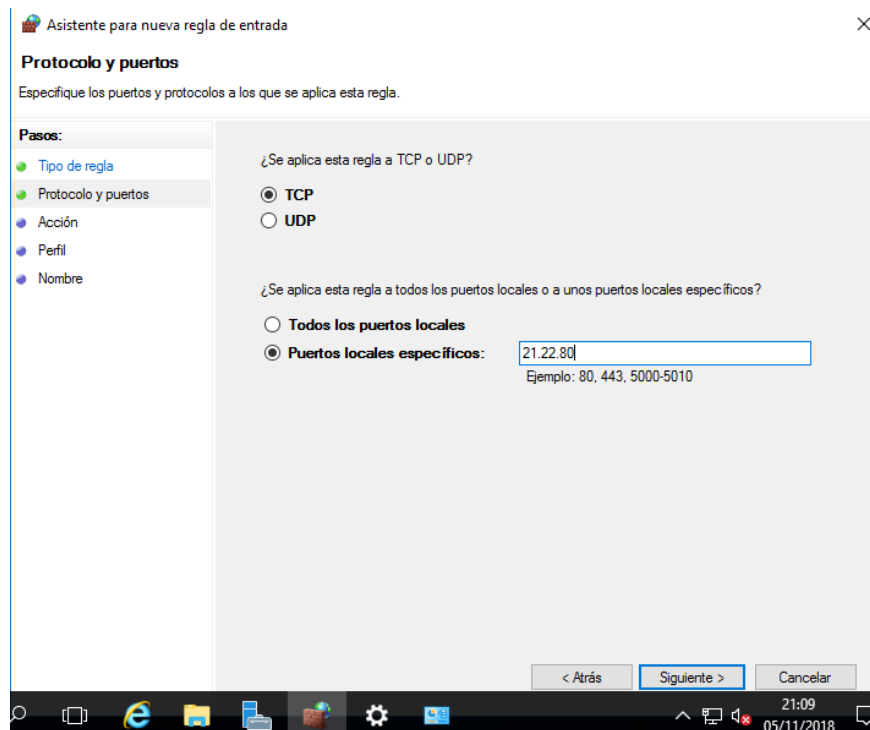 Asistente para nueva regla de entrada
Protocolo y puertos
Especifique los puertos y protocolos a los que se aplica esta regla.
Pasos:
Tipo de regla
Protocolo y puertos
Acción
Perfil
Nombre
¿Se aplica esta regla a TCP o UDP?
TCP
UDP
¿Se aplica esta regla a todos los puertos locales o a unos puertos locales específicos?
Todos los puertos locales
Puertos locales específicos: 21.22.80
Ejemplo: 80, 443, 5000-5010
< Atrás Siguiente > Cancelar
21:09
05/11/2018